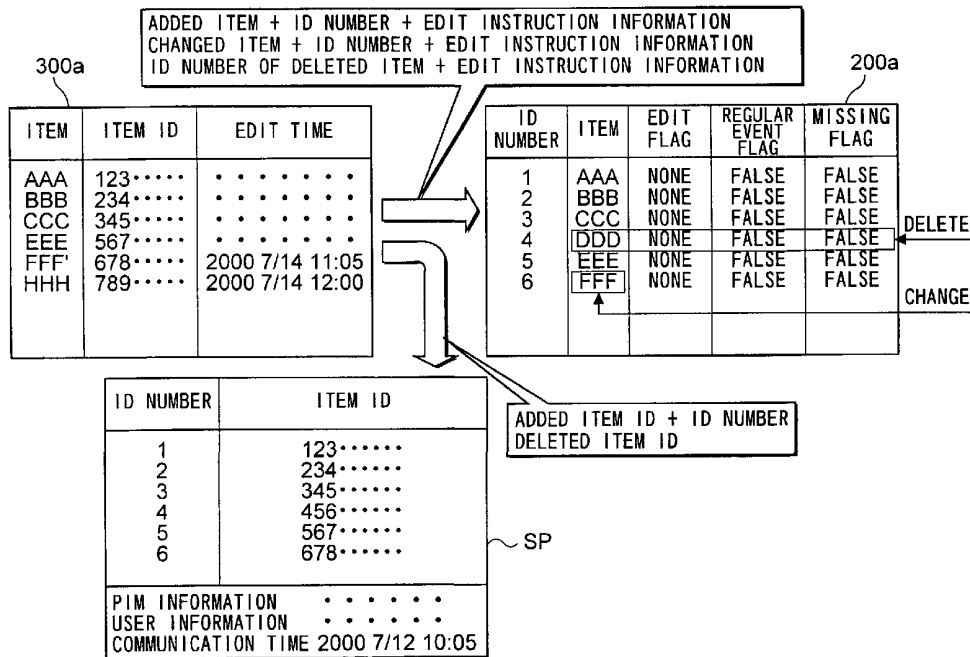 ADDED ITEM + ID NUMBER + EDIT INSTRUCTION INFORMATION
CHANGED ITEM + ID NUMBER + EDIT INSTRUCTION INFORMATION
ID NUMBER OF DELETED ITEM + EDIT INSTRUCTION INFORMATION
300a
ITEM ITEM ID EDIT TIME
AAA 123····· · · · · · · ·
BBB 234····· · · · · · · ·
CCC 345····· · · · · · · ·
EEE 567····· · · · · · · ·
FFF' 678····· 2000 7/14 11:05
HHH 789····· 2000 7/14 12:00
200a
ID NUMBER ITEM EDIT FLAG REGULAR EVENT FLAG MISSING FLAG
1 AAA NONE FALSE FALSE
2 BBB NONE FALSE FALSE
3 CCC NONE FALSE FALSE
4 DDD NONE FALSE FALSE
5 EEE NONE FALSE FALSE
6 FFF NONE FALSE FALSE
DELETE
CHANGE
ADDED ITEM ID + ID NUMBER
DELETED ITEM ID
ID NUMBER ITEM ID
1 123······
2 234······
3 345······
4 456······
5 567······
6 678······
SP
PIM INFORMATION · · · · · ·
USER INFORMATION · · · · · ·
COMMUNICATION TIME 2000 7/12 10:05